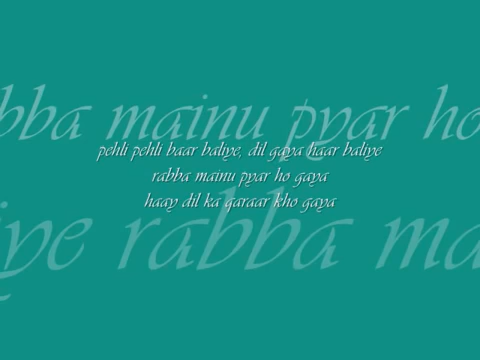 bba mainu pyar ho
pehli pehli baar baliye, dil gaya haar baliye
rabba mainu pyar ho gaya
haay dil ka qaraar kho gaya
iye rabba ma